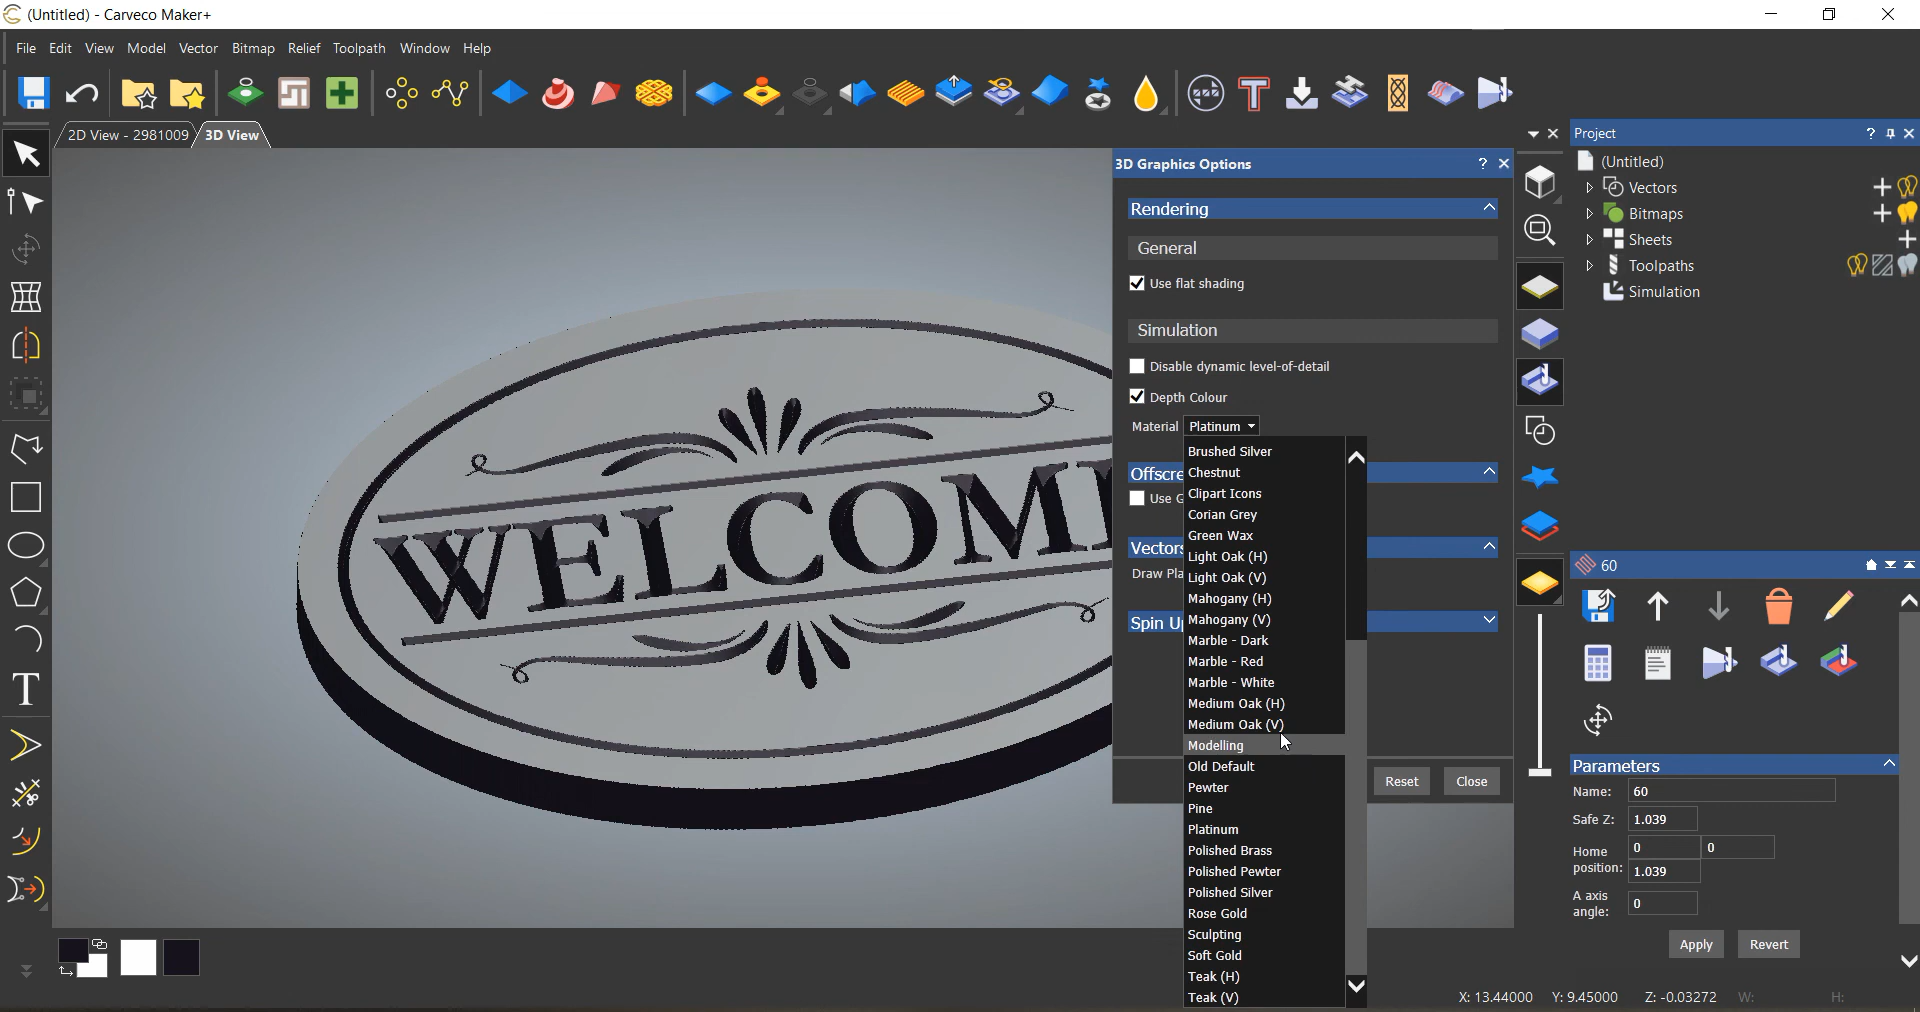 (Untitled) - Carveco Maker+
File Edit View Model Vector Bitmap Relief Toolpath Window Help
2D View - 2981009
3D View
WELCOM
3D Graphics Options ?
Rendering
General
Use flat shading
Simulation
Disable dynamic level-of-detail
Depth Colour
Material Platinum
Brushed Silver
Chestnut
Clipart Icons
Corian Grey
Green Wax
Light Oak (H)
Light Oak (V)
Mahogany (H)
Mahogany (V)
Marble - Dark
Marble - Red
Marble - White
Medium Oak (H)
Medium Oak (V)
Modelling
Old Default
Pewter
Pine
Platinum
Polished Brass
Polished Pewter
Polished Silver
Rose Gold
Sculpting
Soft Gold
Teak (H)
Teak (V)
Offscre
Use G
Vectors
Draw Pla
Spin Up
Reset
Close
Project ?
(Untitled)
Vectors
Bitmaps
Sheets
Toolpaths
Simulation
60
Parameters
Name: 60
Safe Z: 1.039
Home position: 0 0
1.039
A axis angle: 0
Apply
Revert
X: 13.44000 Y: 9.45000 Z: -0.03272 W: H: